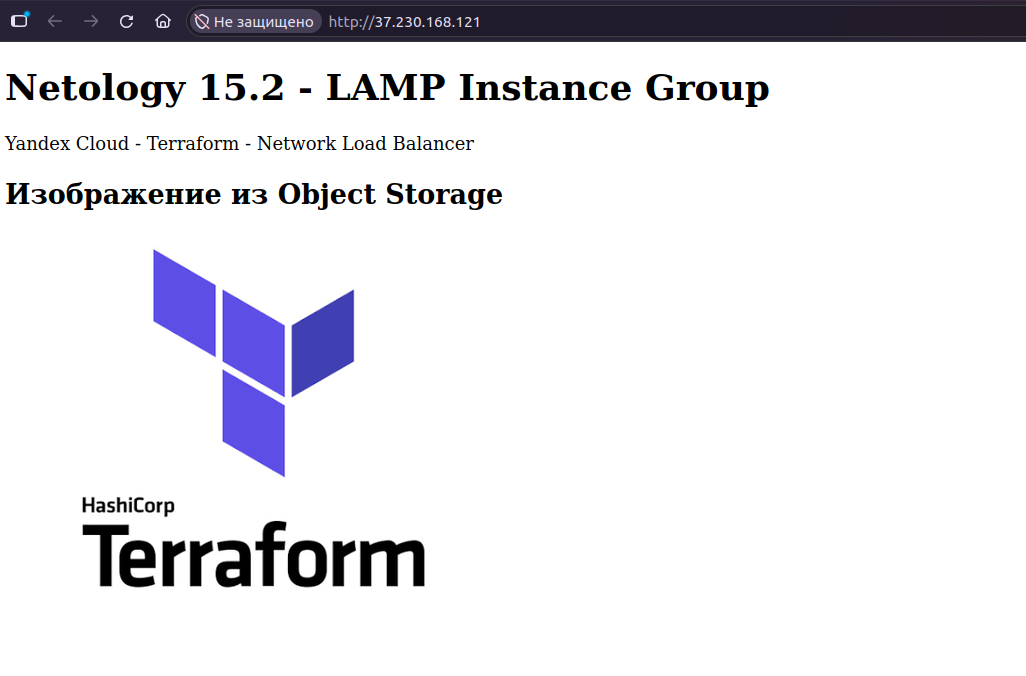 Не защищено http://37.230.168.121
Netology 15.2 - LAMP Instance Group
Yandex Cloud - Terraform - Network Load Balancer
Изображение из Object Storage
HashiCorp
Terraform